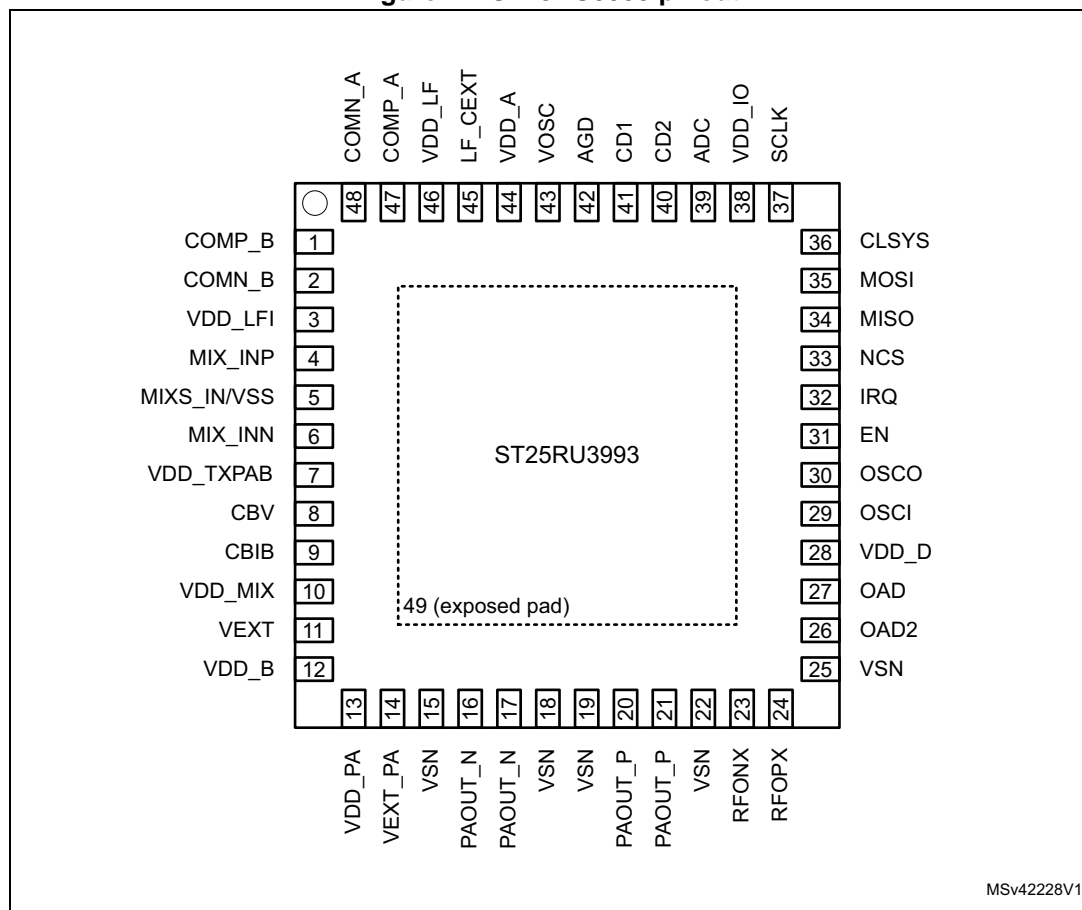 COMN_A
COMP_A
VDD_LF
LF_CEXT
VDD_A
VOSC
AGD
CD1
CD2
ADC
VDD_IO
SCLK
48
47
46
45
44
43
42
41
40
39
38
37
COMP_B 1
COMN_B 2
VDD_LFI 3
MIX_INP 4
MIXS_IN/VSS 5
MIX_INN 6
VDD_TXPAB 7
CBV 8
CBIB 9
VDD_MIX 10
VEXT 11
VDD_B 12
ST25RU3993
49 (exposed pad)
36 CLSYS
35 MOSI
34 MISO
33 NCS
32 IRQ
31 EN
30 OSCO
29 OSCI
28 VDD_D
27 OAD
26 OAD2
25 VSN
13
14
15
16
17
18
19
20
21
22
23
24
VDD_PA
VEXT_PA
VSN
PAOUT_N
PAOUT_N
VSN
VSN
PAOUT_P
PAOUT_P
VSN
RFONX
RFOPX
MSv42228V1